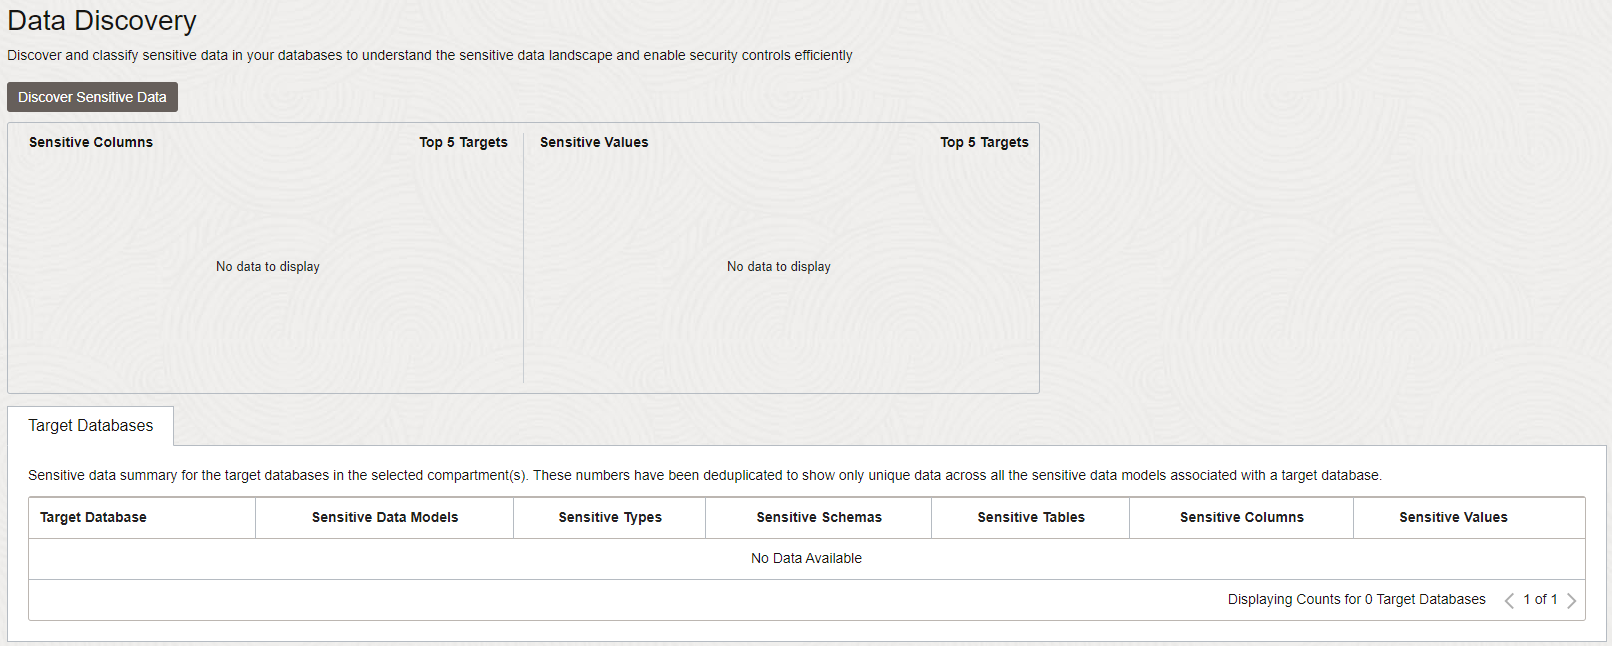 Data Discovery
Discover and classify sensitive data in your databases to understand the sensitive data landscape and enable security controls efficiently
Discover Sensitive Data
Sensitive Columns Top 5 Targets Sensitive Values Top 5 Targets
No data to display No data to display
Target Databases
Sensitive data summary for the target databases in the selected compartment(s). These numbers have been deduplicated to show only unique data across all the sensitive data models associated with a target database.
Target Database Sensitive Data Models Sensitive Types Sensitive Schemas Sensitive Tables Sensitive Columns Sensitive Values
No Data Available
Displaying Counts for 0 Target Databases 1 of 1